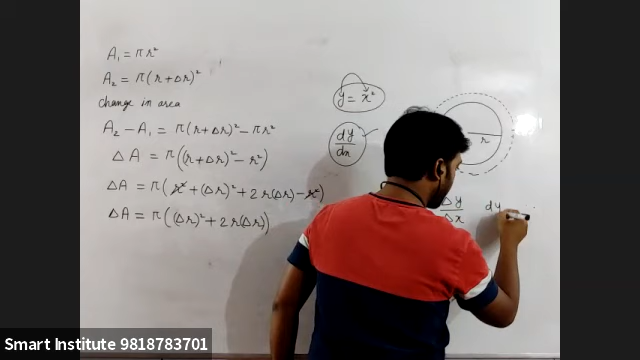 A₁ = πr²
A₂ = π(r+Δr)²
change in area
A₂ − A₁ = π(r+Δr)² − πr²
ΔA = π((r+Δr)² − r²)
ΔA = π(r² + (Δr)² + 2r(Δr) − r²)
ΔA = π((Δr)² + 2r(Δr))
y = x²
dy
dx
r
Δy
Δx
dy
Smart Institute 9818783701